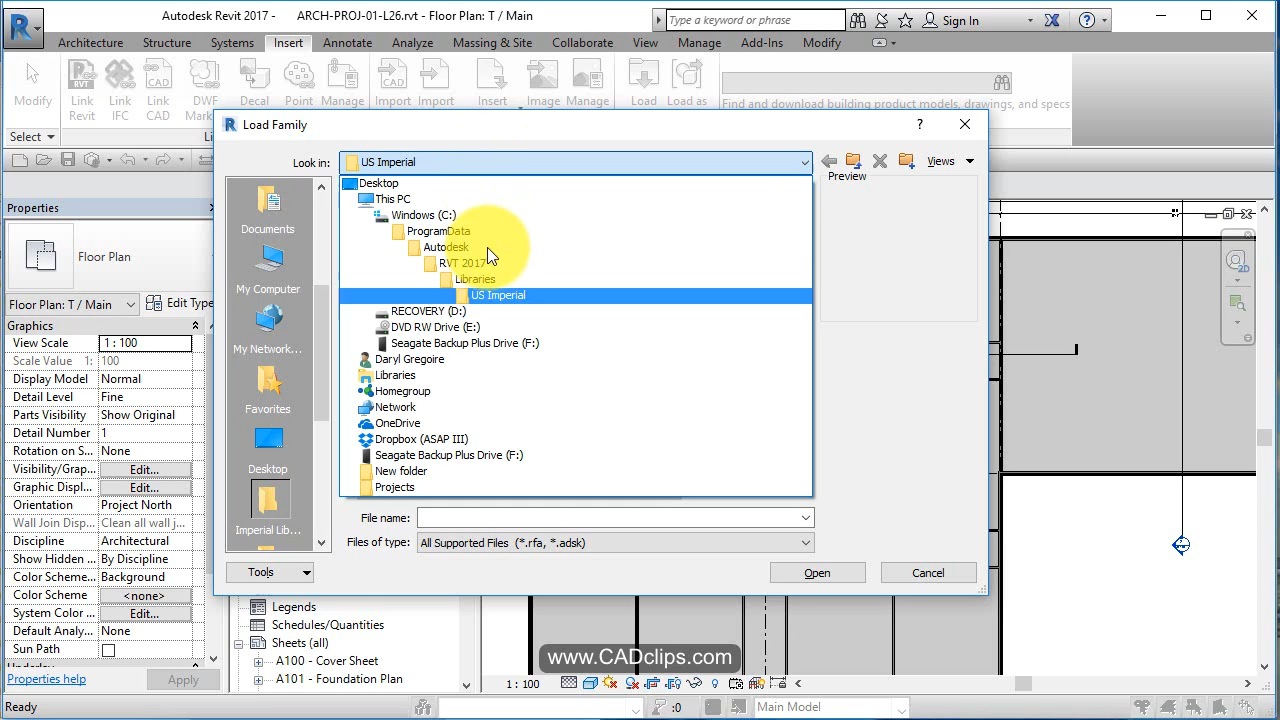 Autodesk Revit 2017 - ARCH-PROJ-01-L26.rvt - Floor Plan: T / Main
Type a keyword or phrase
Sign In
Architecture Structure Systems Insert Annotate Analyze Massing & Site Collaborate View Manage Add-Ins Modify
Modify Link Revit Link IFC Link CAD DWF Markup Decal Point Cloud Manage Import Import Insert Image Manage Load Load as
Find and download building product models, drawings, and specs
Select
Load Family
Look in: US Imperial
Views
Preview
Desktop
This PC
Windows (C:)
ProgramData
Autodesk
RVT 2017
Libraries
US Imperial
RECOVERY (D:)
DVD RW Drive (E:)
Seagate Backup Plus Drive (F:)
Daryl Gregoire
Libraries
Homegroup
Network
OneDrive
Dropbox (ASAP III)
Seagate Backup Plus Drive (F:)
New folder
Projects
Documents
My Computer
My Network...
Favorites
Desktop
Imperial Lib...
File name:
Files of type: All Supported Files (*.rfa, *.adsk)
Tools
Open
Cancel
Properties
Floor Plan
Floor Plan: T / Main
Edit Type
Graphics
View Scale 1 : 100
Scale Value 1: 100
Display Model Normal
Detail Level Fine
Parts Visibility Show Original
Detail Number 1
Rotation on S... None
Visibility/Grap... Edit...
Graphic Displ... Edit...
Orientation Project North
Wall Join Disp... Clean all wall j...
Discipline Architectural
Show Hidden ... By Discipline
Color Scheme... Background
Color Scheme <none>
System Color ... Edit...
Default Analy... None
Sun Path
Underlay
Properties help
Apply
Legends
Schedules/Quantities
Sheets (all)
A100 - Cover Sheet
A101 - Foundation Plan
www.CADclips.com
1 : 100
Ready
:0
Main Model